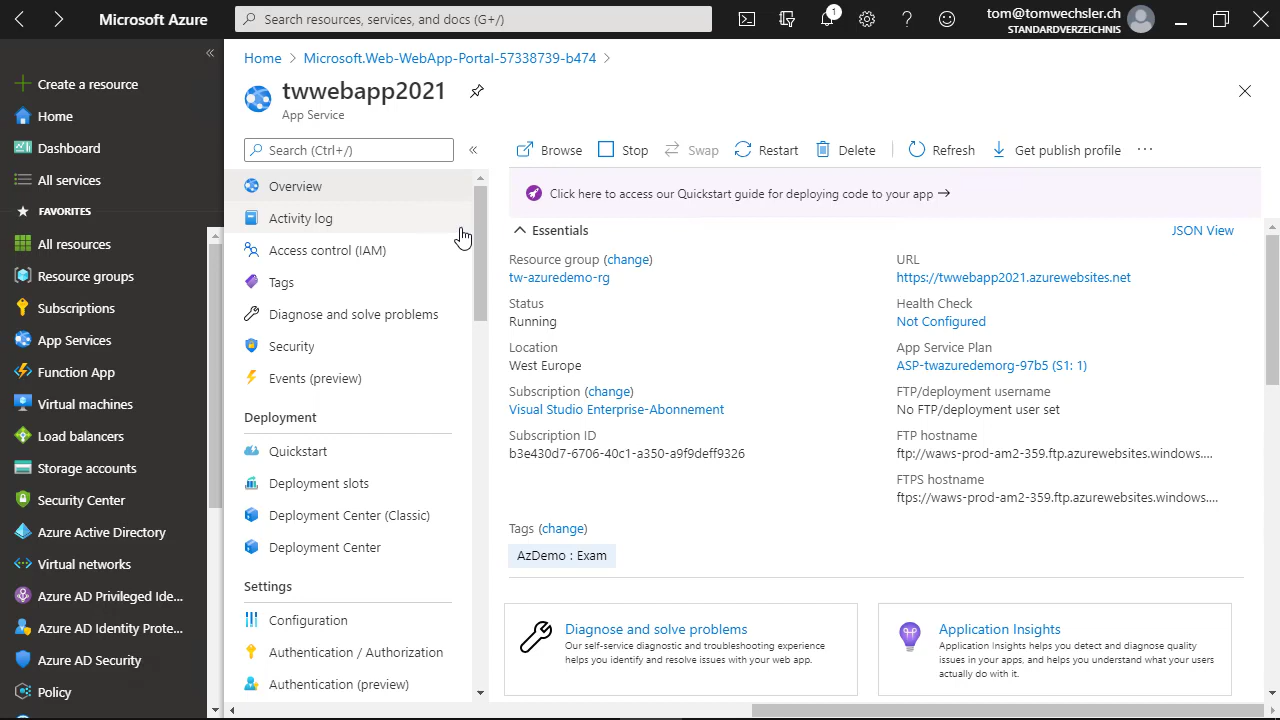 Microsoft Azure
Search resources, services, and docs (G+/)
1
tom@tomwechsler.ch
STANDARDVERZEICHNIS
Create a resource
Home
Dashboard
All services
FAVORITES
All resources
Resource groups
Subscriptions
App Services
Function App
Virtual machines
Load balancers
Storage accounts
Security Center
Azure Active Directory
Virtual networks
Azure AD Privileged Ide...
Azure AD Identity Prote...
Azure AD Security
Policy
Home > Microsoft.Web-WebApp-Portal-57338739-b474 >
twwebapp2021
App Service
Search (Ctrl+/)
Overview
Activity log
Access control (IAM)
Tags
Diagnose and solve problems
Security
Events (preview)
Deployment
Quickstart
Deployment slots
Deployment Center (Classic)
Deployment Center
Settings
Configuration
Authentication / Authorization
Authentication (preview)
Browse Stop Swap Restart Delete Refresh Get publish profile ...
Click here to access our Quickstart guide for deploying code to your app →
Essentials
JSON View
Resource group (change)
tw-azuredemo-rg
Status
Running
Location
West Europe
Subscription (change)
Visual Studio Enterprise-Abonnement
Subscription ID
b3e430d7-6706-40c1-a350-a9f9deff9326
URL
https://twwebapp2021.azurewebsites.net
Health Check
Not Configured
App Service Plan
ASP-twazuredemorg-97b5 (S1: 1)
FTP/deployment username
No FTP/deployment user set
FTP hostname
ftp://waws-prod-am2-359.ftp.azurewebsites.windows....
FTPS hostname
ftps://waws-prod-am2-359.ftp.azurewebsites.windows....
Tags (change)
AzDemo : Exam
Diagnose and solve problems
Our self-service diagnostic and troubleshooting experience
helps you identify and resolve issues with your web app.
Application Insights
Application Insights helps you detect and diagnose quality
issues in your apps, and helps you understand what your users
actually do with it.